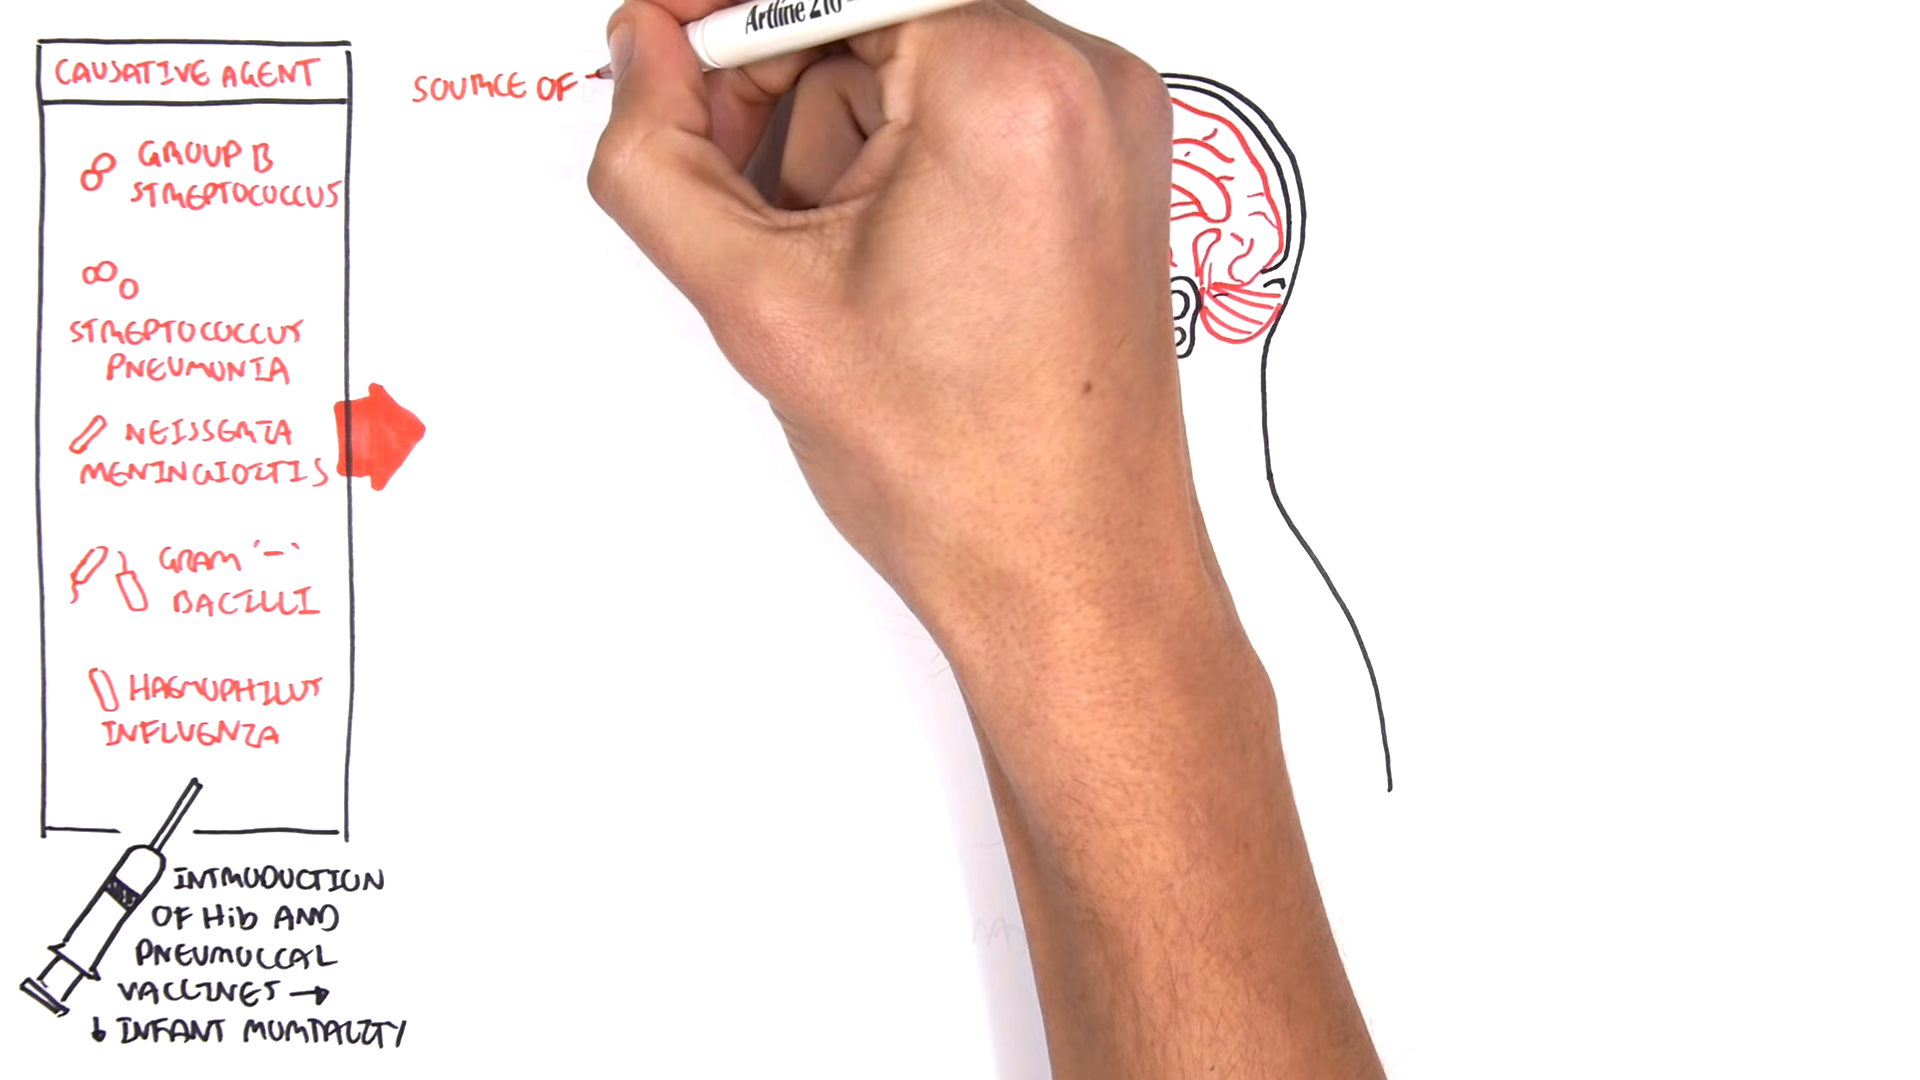 CAUSATIVE AGENT
GROUP B
STREPTOCOCCUS
STREPTOCOCCUS
PNEUMONIA
NEISSERIA
MENINGIOITIS
GRAM '-'
BACILLI
HAEMOPHILUS
INFLUENZA
INTRODUCTION
OF Hib AND
PNEUMOCCAL
VACCINES →
↓ INFANT MORTALITY
SOURCE OF
Artline 210